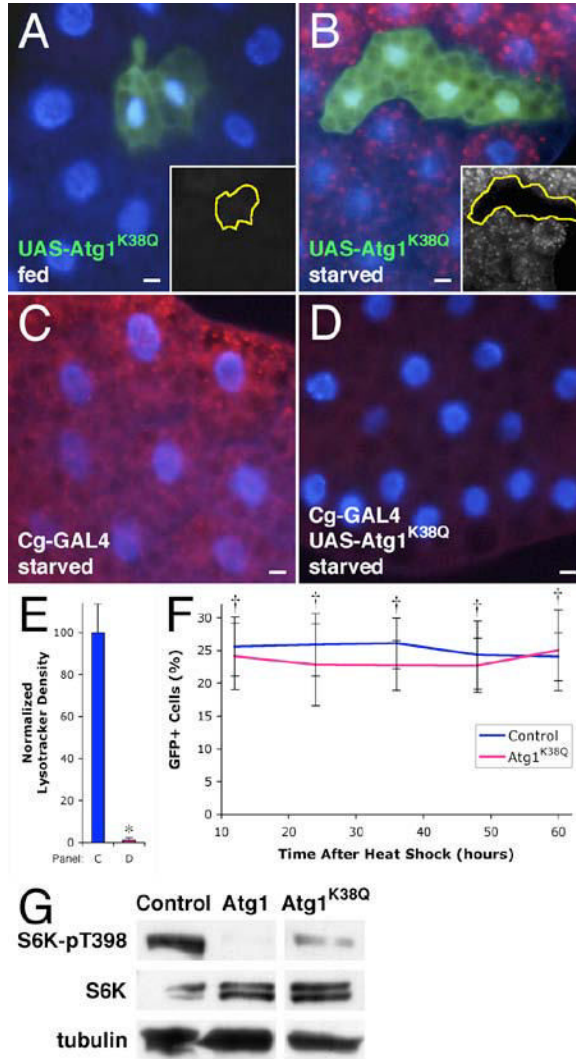 A
UAS-Atg1K38Q
fed
B
UAS-Atg1K38Q
starved
C
Cg-GAL4
starved
D
Cg-GAL4
UAS-Atg1K38Q
starved
E
Normalized
Lysotracker Density
100
80
60
40
20
0
*
Panel: C D
F
GFP+ Cells (%)
30
25
20
15
10
5
0
† † † † †
Control
Atg1K38Q
10 20 30 40 50 60
Time After Heat Shock (hours)
G
Control Atg1 Atg1K38Q
S6K-pT398
S6K
tubulin